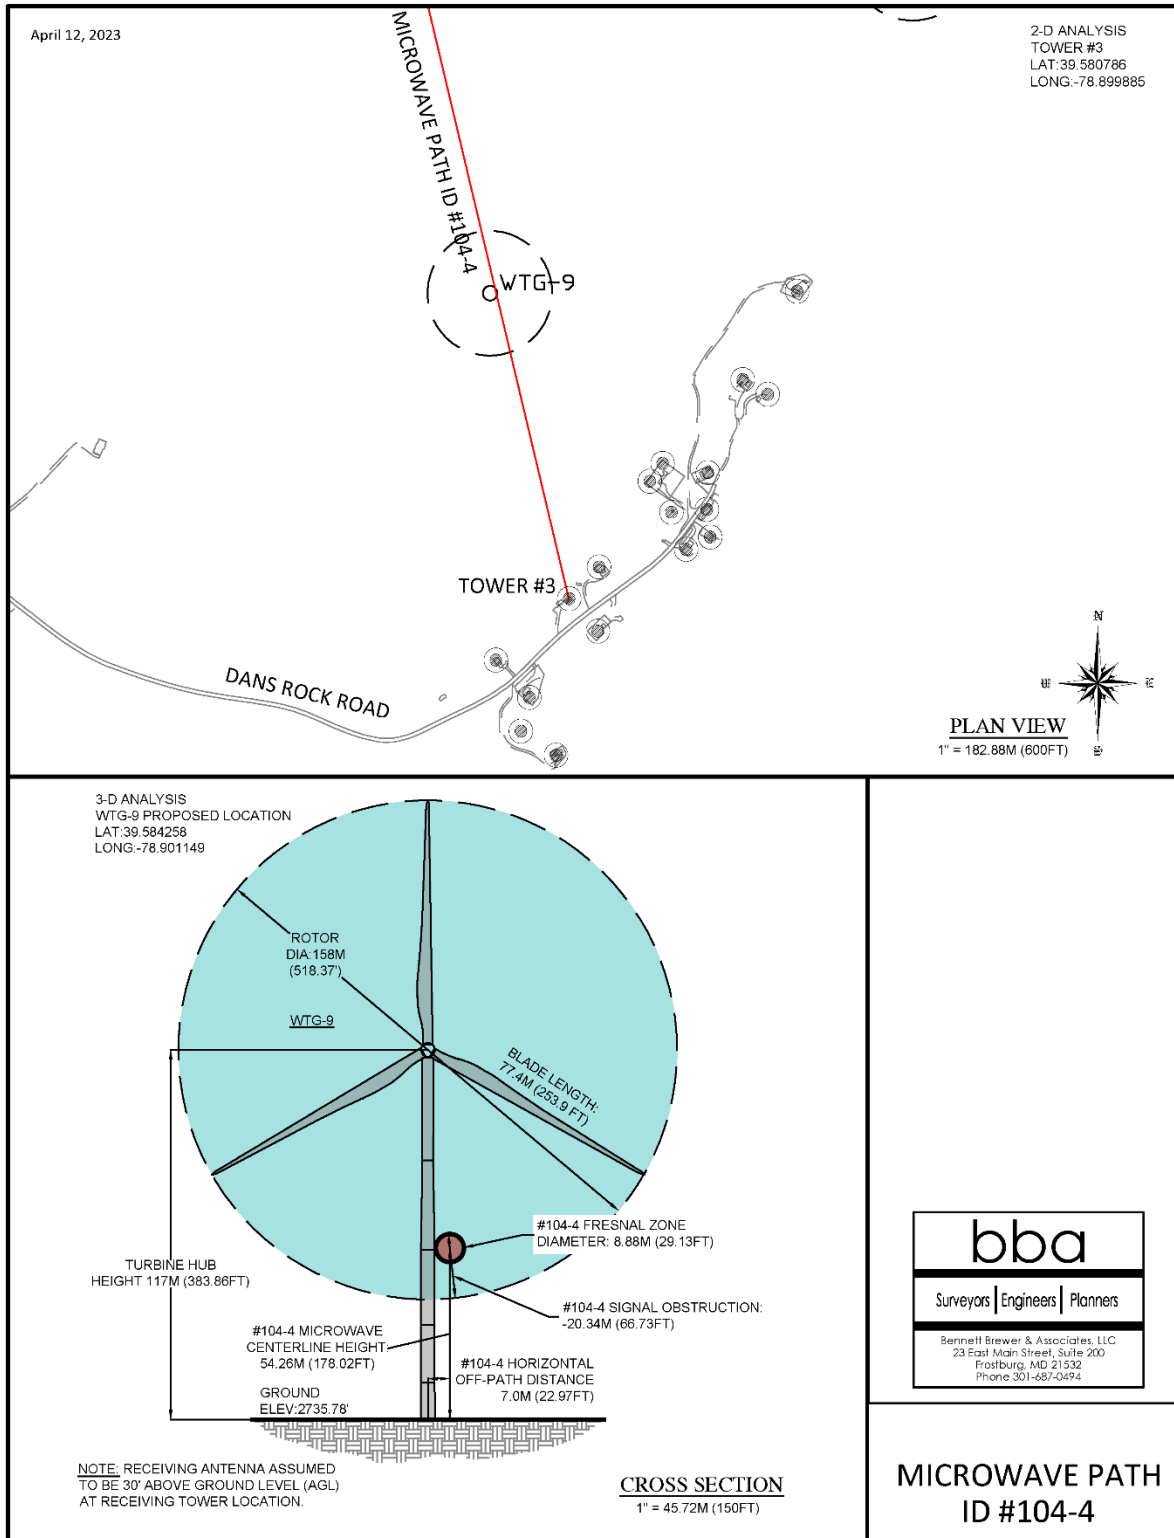 April 12, 2023
2-D ANALYSIS
TOWER #3
LAT:39.580786
LONG:-78.899885
MICROWAVE PATH ID #104-4
WTG-9
TOWER #3
DANS ROCK ROAD
N
S
PLAN VIEW
1" = 182.88M (600FT)
3-D ANALYSIS
WTG-9 PROPOSED LOCATION
LAT:39.584258
LONG:-78.901149
ROTOR
DIA:158M
(518.37')
WTG-9
BLADE LENGTH:
77.4M (253.9 FT)
#104-4 FRESNAL ZONE
DIAMETER: 8.88M (29.13FT)
TURBINE HUB
HEIGHT 117M (383.86FT)
#104-4 SIGNAL OBSTRUCTION:
-20.34M (66.73FT)
#104-4 MICROWAVE
CENTERLINE HEIGHT
54.26M (178.02FT)
#104-4 HORIZONTAL
OFF-PATH DISTANCE
7.0M (22.97FT)
GROUND
ELEV:2735.78'
NOTE: RECEIVING ANTENNA ASSUMED
TO BE 30' ABOVE GROUND LEVEL (AGL)
AT RECEIVING TOWER LOCATION.
CROSS SECTION
1" = 45.72M (150FT)
bba
Surveyors | Engineers | Planners
Bennett Brewer & Associates, LLC
23 East Main Street, Suite 200
Frostburg, MD 21532
Phone 301-687-0494
MICROWAVE PATH
ID #104-4